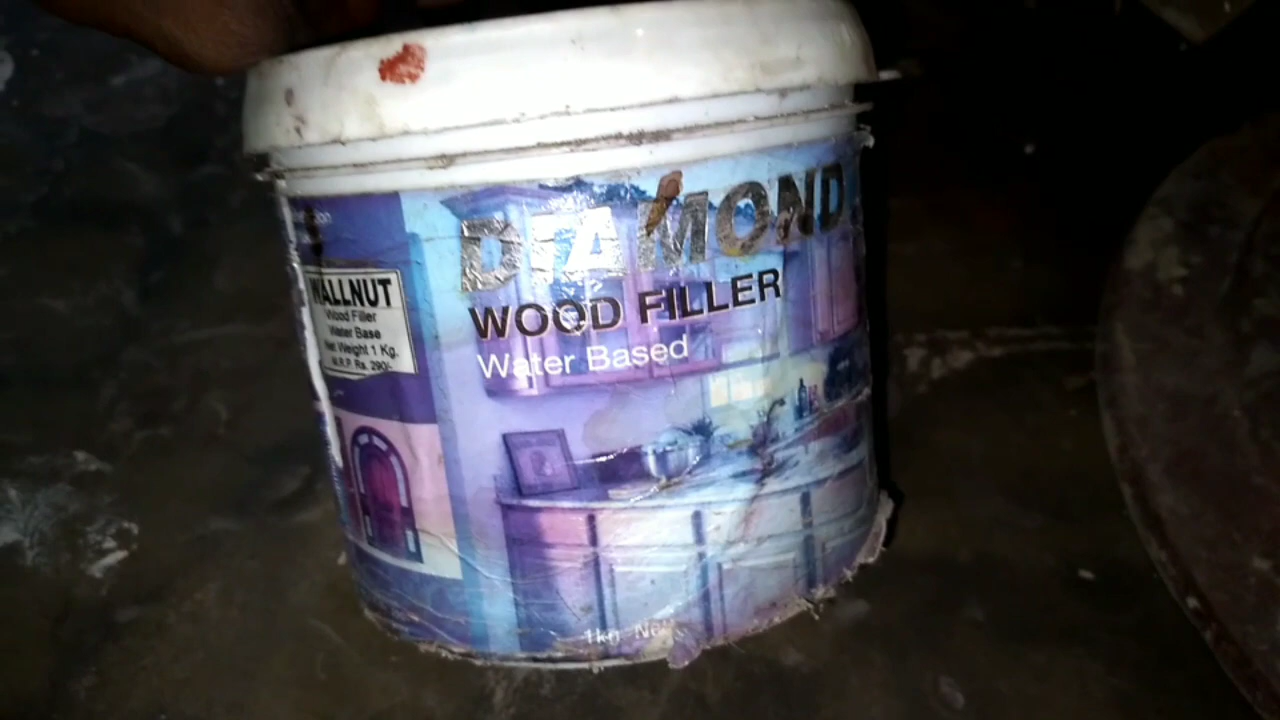 DIAMOND
WOOD FILLER
Water Based
WALLNUT
Wood Filler
Water Base
Net Weight 1 Kg.
M.R.P. Rs. 290/-
1kg Net